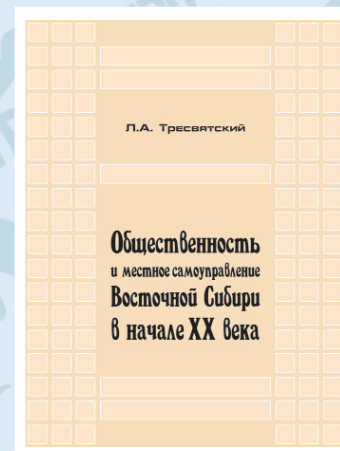 Л.А. Тресвятский
Общественность
и местное самоуправление
Восточной Сибири
в начале XX века